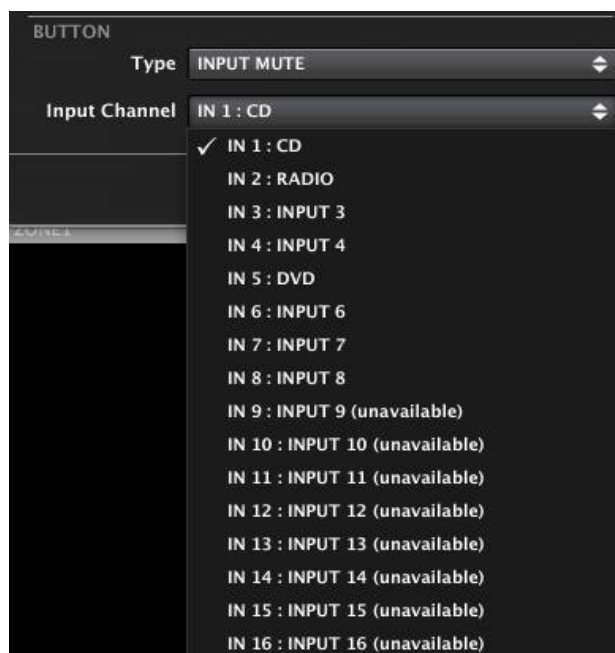 BUTTON
Type INPUT MUTE
Input Channel IN 1 : CD
✓ IN 1 : CD
IN 2 : RADIO
IN 3 : INPUT 3
IN 4 : INPUT 4
ZONE1
IN 5 : DVD
IN 6 : INPUT 6
IN 7 : INPUT 7
IN 8 : INPUT 8
IN 9 : INPUT 9 (unavailable)
IN 10 : INPUT 10 (unavailable)
IN 11 : INPUT 11 (unavailable)
IN 12 : INPUT 12 (unavailable)
IN 13 : INPUT 13 (unavailable)
IN 14 : INPUT 14 (unavailable)
IN 15 : INPUT 15 (unavailable)
IN 16 : INPUT 16 (unavailable)